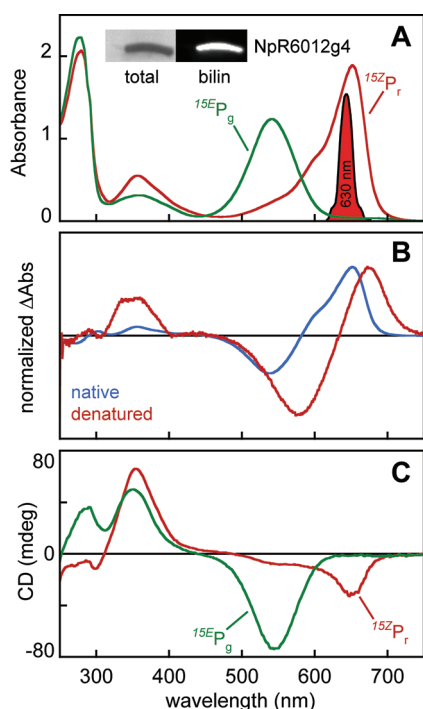 A
NpR6012g4
total bilin
15E Pg
15Z Pr
630 nm
2
1
0
Absorbance
B
normalized ΔAbs
native
denatured
C
80
0
-80
CD (mdeg)
15E Pg
15Z Pr
300 400 500 600 700
wavelength (nm)